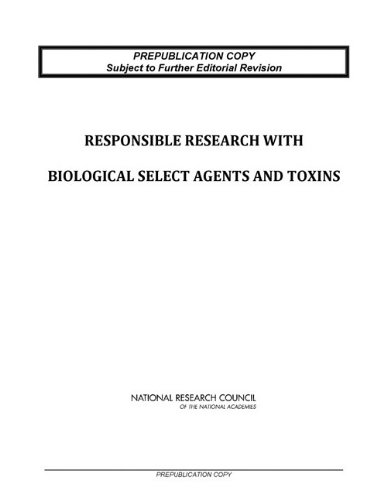 PREPUBLICATION COPY
Subject to Further Editorial Revision
RESPONSIBLE RESEARCH WITH
BIOLOGICAL SELECT AGENTS AND TOXINS
NATIONAL RESEARCH COUNCIL
OF THE NATIONAL ACADEMIES
PREPUBLICATION COPY